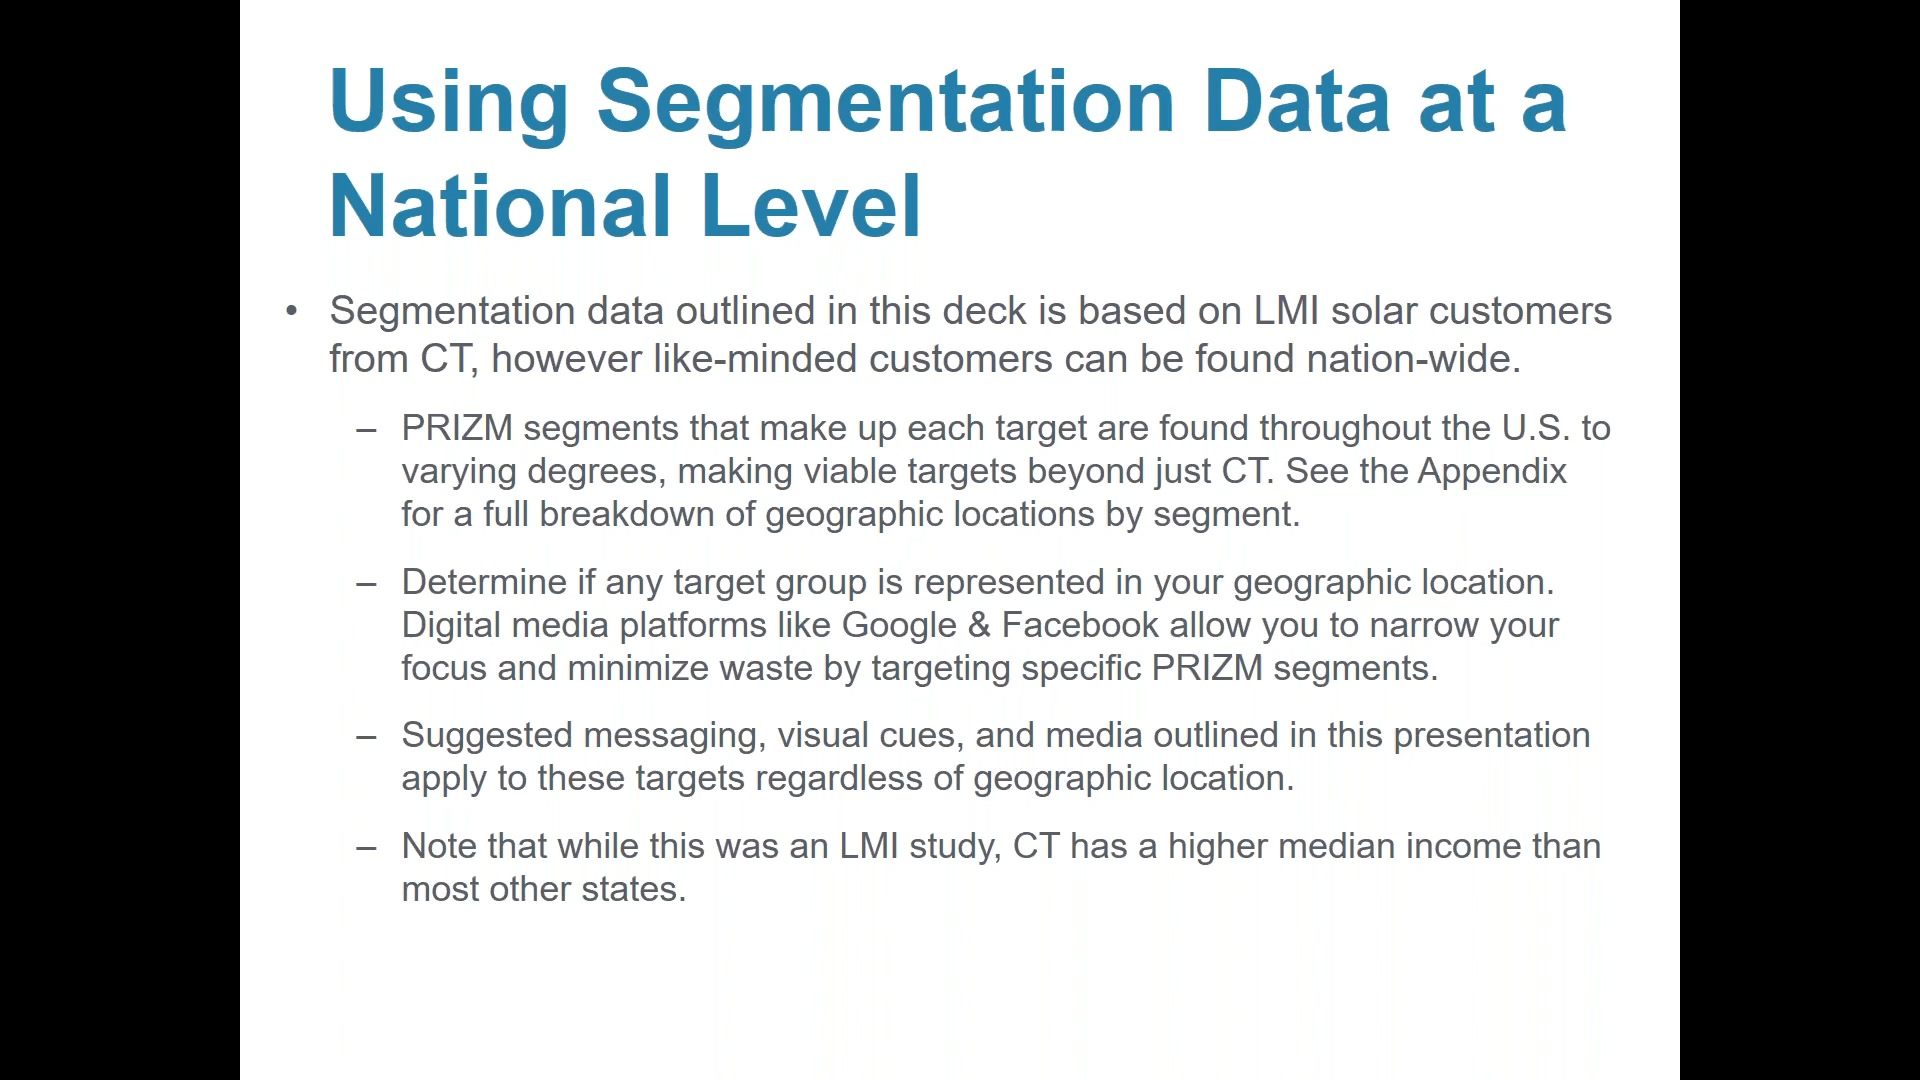 Using Segmentation Data at a
National Level
• Segmentation data outlined in this deck is based on LMI solar customers
from CT, however like-minded customers can be found nation-wide.
– PRIZM segments that make up each target are found throughout the U.S. to
varying degrees, making viable targets beyond just CT. See the Appendix
for a full breakdown of geographic locations by segment.
– Determine if any target group is represented in your geographic location.
Digital media platforms like Google & Facebook allow you to narrow your
focus and minimize waste by targeting specific PRIZM segments.
– Suggested messaging, visual cues, and media outlined in this presentation
apply to these targets regardless of geographic location.
– Note that while this was an LMI study, CT has a higher median income than
most other states.